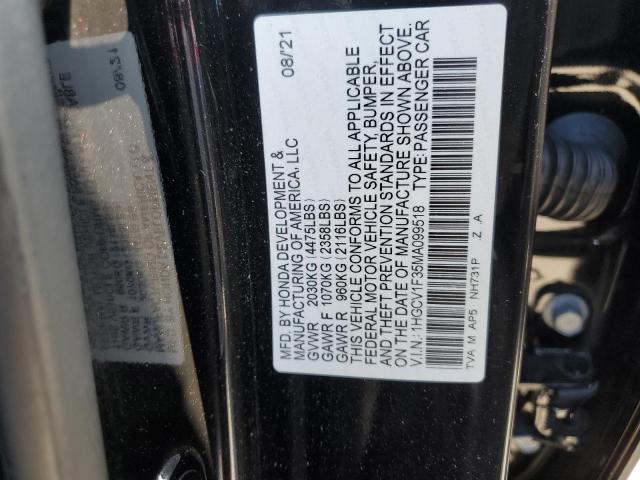 MFD. BY HONDA DEVELOPMENT & 08/'21
MANUFACTURING OF AMERICA, LLC
GVWR 2030KG(4475LBS)
GAWR F 1070KG(2358LBS)
GAWR R 960KG(2116LBS)
THIS VEHICLE CONFORMS TO ALL APPLICABLE
FEDERAL MOTOR VEHICLE SAFETY, BUMPER,
AND THEFT PREVENTION STANDARDS IN EFFECT
ON THE DATE OF MANUFACTURE SHOWN ABOVE.
V.I.N.:1HGCV1F35MA099518 TYPE:PASSENGER CAR
TVA M AP5 NH731P .Z .A